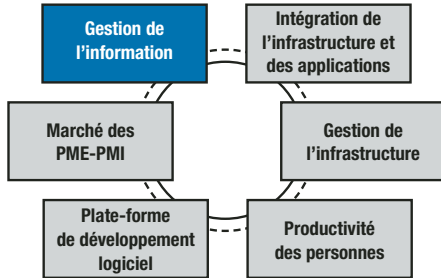 Gestion de
l'information
Intégration de
l'infrastructure et
des applications
Marché des
PME-PMI
Gestion de
l'infrastructure
Plate-forme
de développement
logiciel
Productivité
des personnes